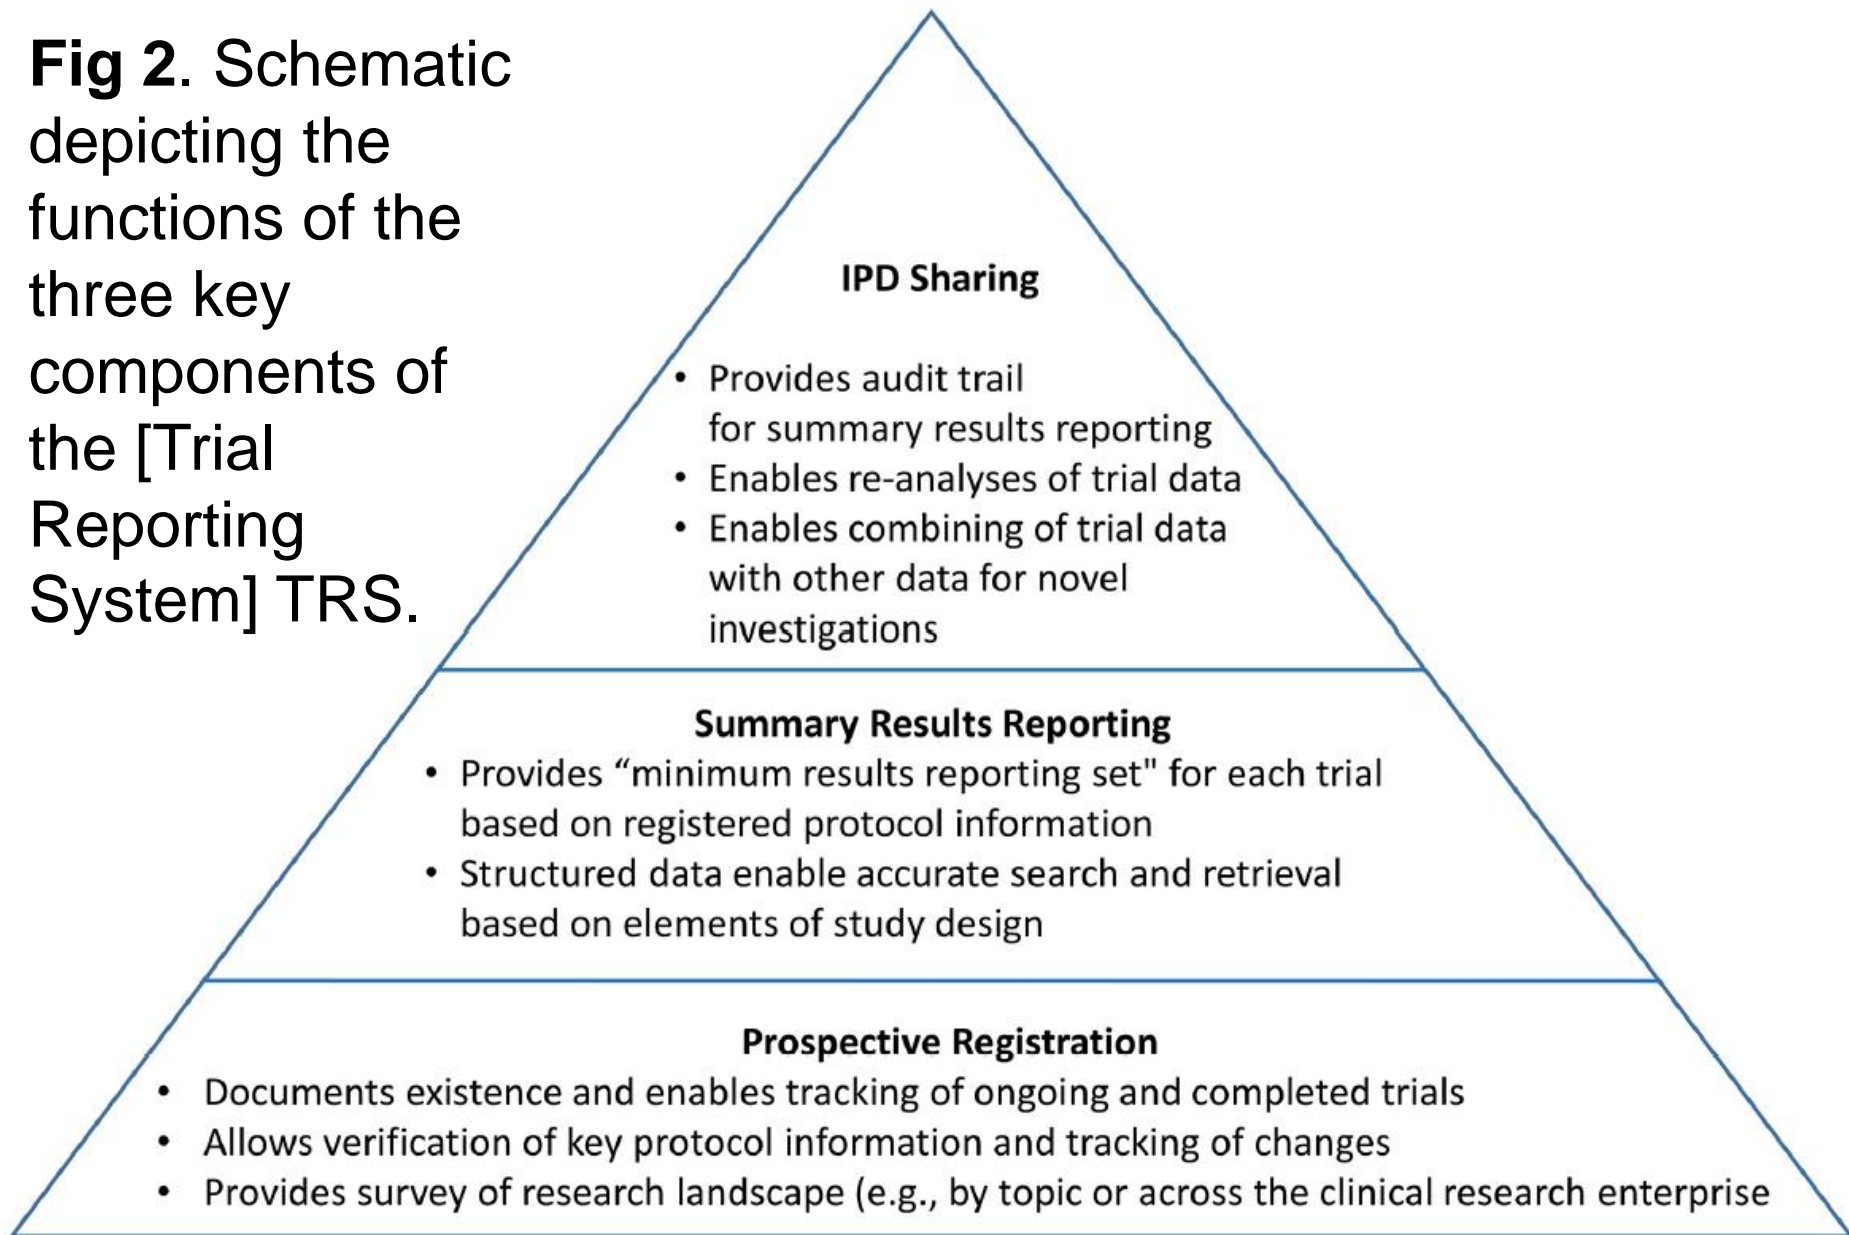 Fig 2. Schematic
depicting the
functions of the
three key
components of
the [Trial
Reporting
System] TRS.
IPD Sharing
• Provides audit trail
for summary results reporting
• Enables re-analyses of trial data
• Enables combining of trial data
with other data for novel
investigations
Summary Results Reporting
• Provides “minimum results reporting set" for each trial
based on registered protocol information
• Structured data enable accurate search and retrieval
based on elements of study design
Prospective Registration
• Documents existence and enables tracking of ongoing and completed trials
• Allows verification of key protocol information and tracking of changes
• Provides survey of research landscape (e.g., by topic or across the clinical research enterprise